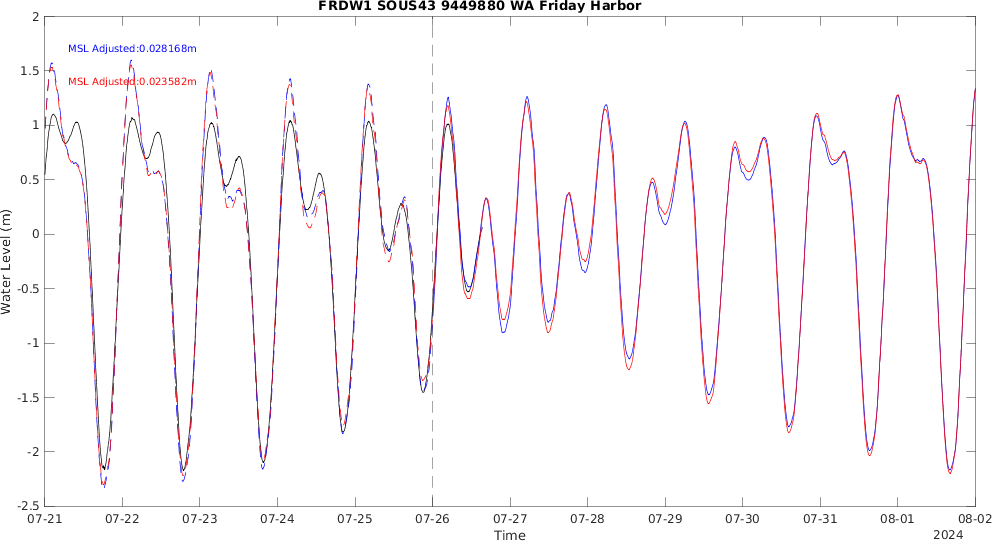 FRDW1 SOUS43 9449880 WA Friday Harbor
2
1.5
1
0.5
0
-0.5
-1
-1.5
-2
-2.5
Water Level (m)
MSL Adjusted:0.028168m
MSL Adjusted:0.023582m
07-21 07-22 07-23 07-24 07-25 07-26 07-27 07-28 07-29 07-30 07-31 08-01 08-02
Time
2024